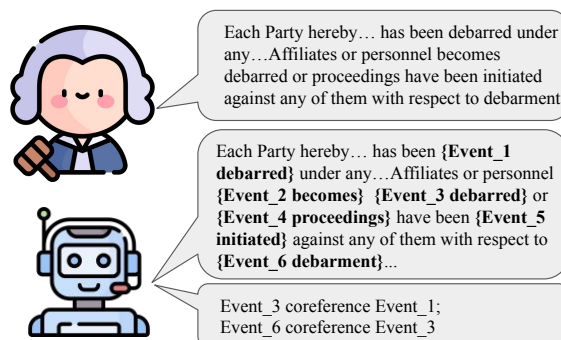 Each Party hereby… has been debarred under
any…Affiliates or personnel becomes
debarred or proceedings have been initiated
against any of them with respect to debarment
Each Party hereby… has been {Event_1
debarred} under any…Affiliates or personnel
{Event_2 becomes} {Event_3 debarred} or
{Event_4 proceedings} have been {Event_5
initiated} against any of them with respect to
{Event_6 debarment}...
Event_3 coreference Event_1;
Event_6 coreference Event_3